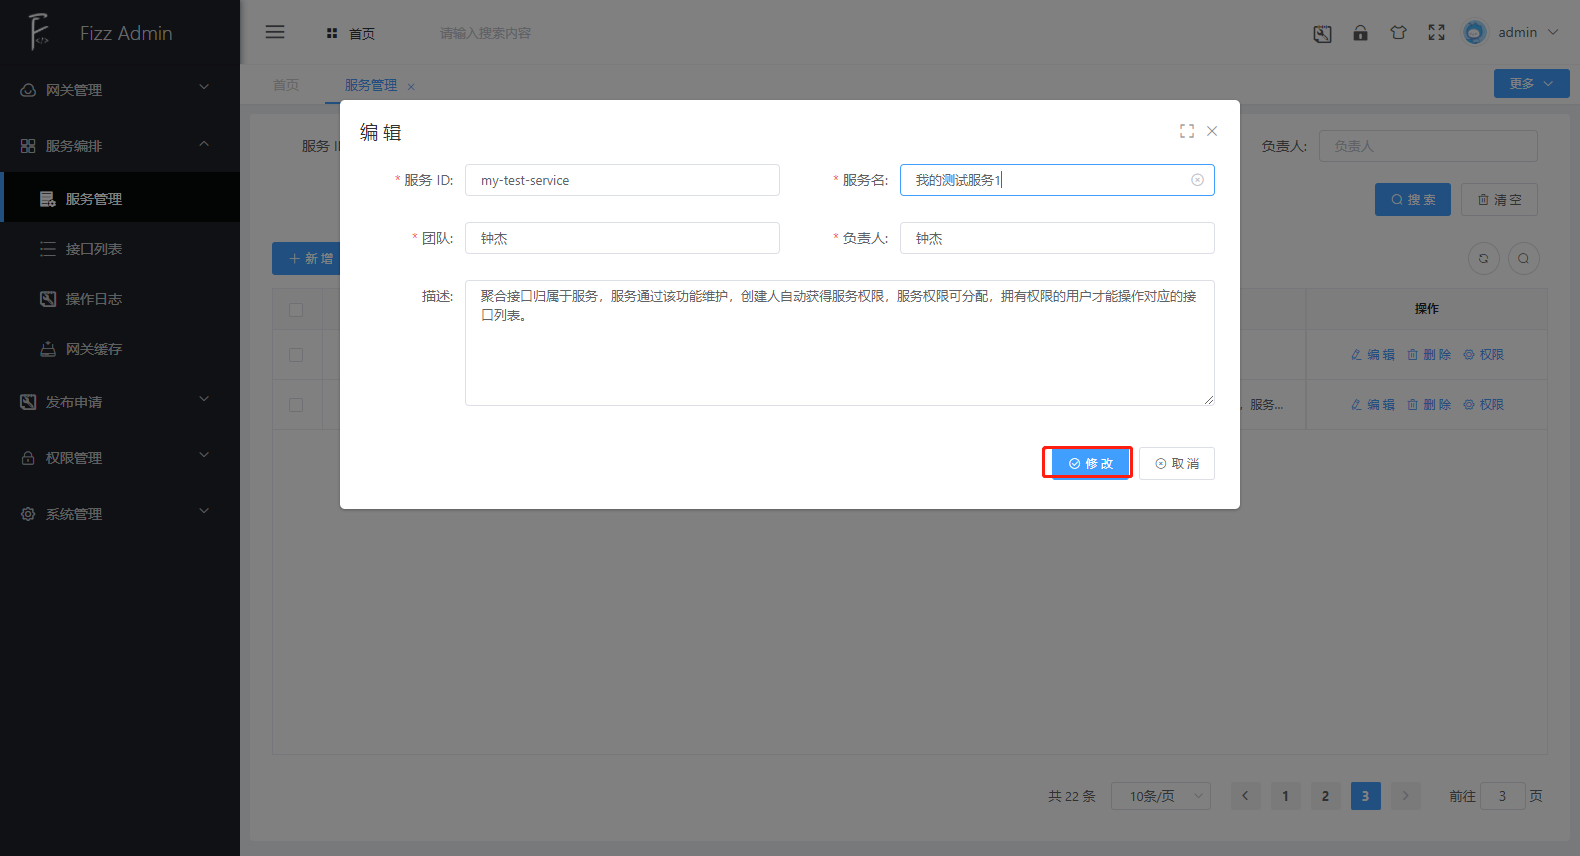 Fizz Admin
首页
请输入搜索内容
admin
网关管理
服务编排
服务管理
接口列表
操作日志
网关缓存
发布申请
权限管理
系统管理
首页
服务管理
更多
服务 I
负责人:
负责人
搜 索
清 空
新 增
操作
编 辑 删 除 权限
, 服务...
编 辑 删 除 权限
编 辑
* 服务 ID:
my-test-service
* 服务名:
我的测试服务1
* 团队:
钟杰
* 负责人:
钟杰
描述:
聚合接口归属于服务，服务通过该功能维护，创建人自动获得服务权限，服务权限可分配，拥有权限的用户才能操作对应的接
口列表。
修 改
取 消
共 22 条
10条/页
1
2
3
前往 3 页